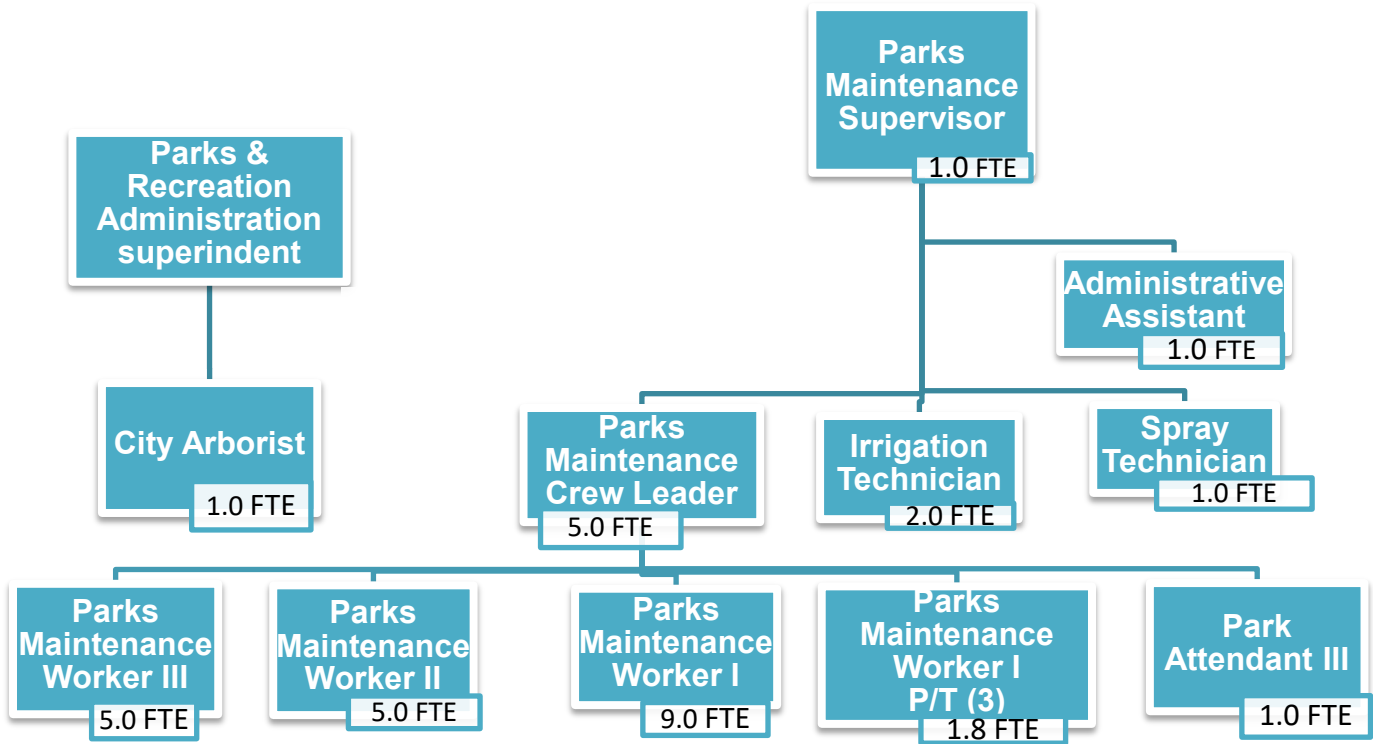 Parks
Maintenance
Supervisor
1.0 FTE
Parks &
Recreation
Administration
superindent
Administrative
Assistant
1.0 FTE
City Arborist
1.0 FTE
Parks
Maintenance
Crew Leader
5.0 FTE
Irrigation
Technician
2.0 FTE
Spray
Technician
1.0 FTE
Parks
Maintenance
Worker III
5.0 FTE
Parks
Maintenance
Worker II
5.0 FTE
Parks
Maintenance
Worker I
9.0 FTE
Parks
Maintenance
Worker I
P/T (3)
1.8 FTE
Park
Attendant III
1.0 FTE